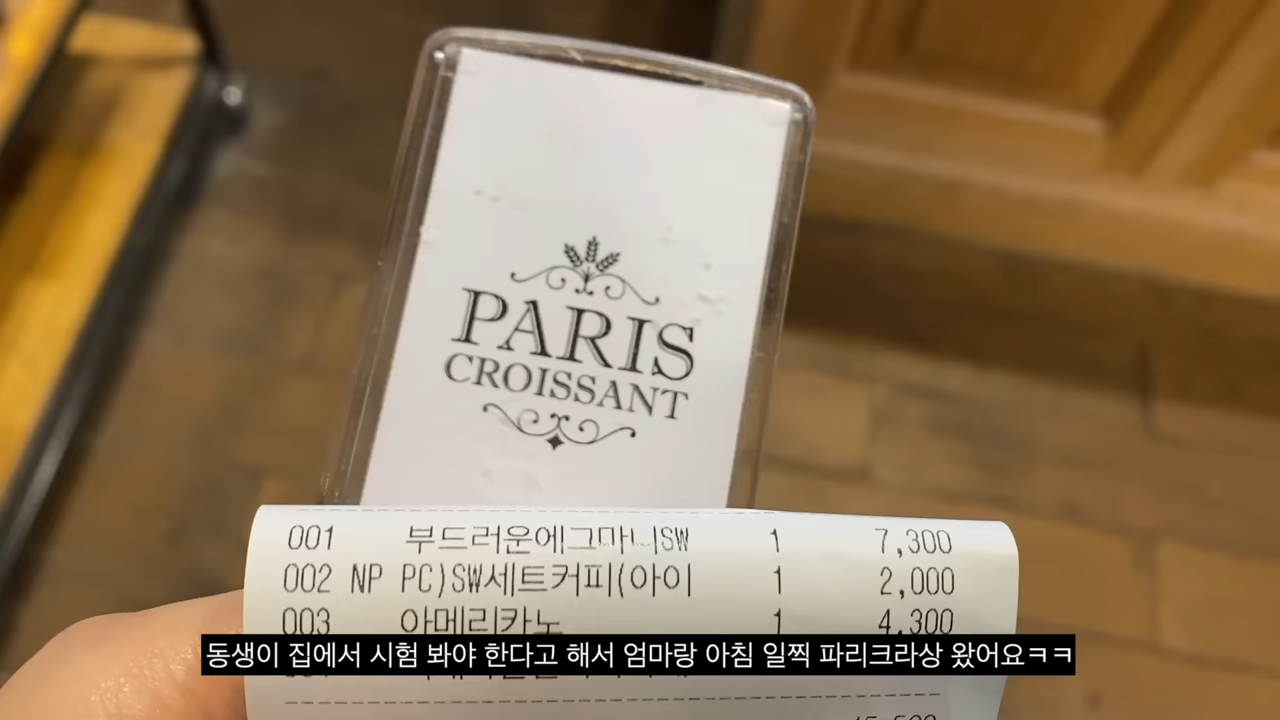 PARIS
CROISSANT
001 부드러운에그마니SW 1 7,300
002 NP PC)SW세트커피(아이 1 2,000
003 아메리카노 1 4,300
동생이 집에서 시험 봐야 한다고 해서 엄마랑 아침 일찍 파리크라상 왔어요ㅋㅋ